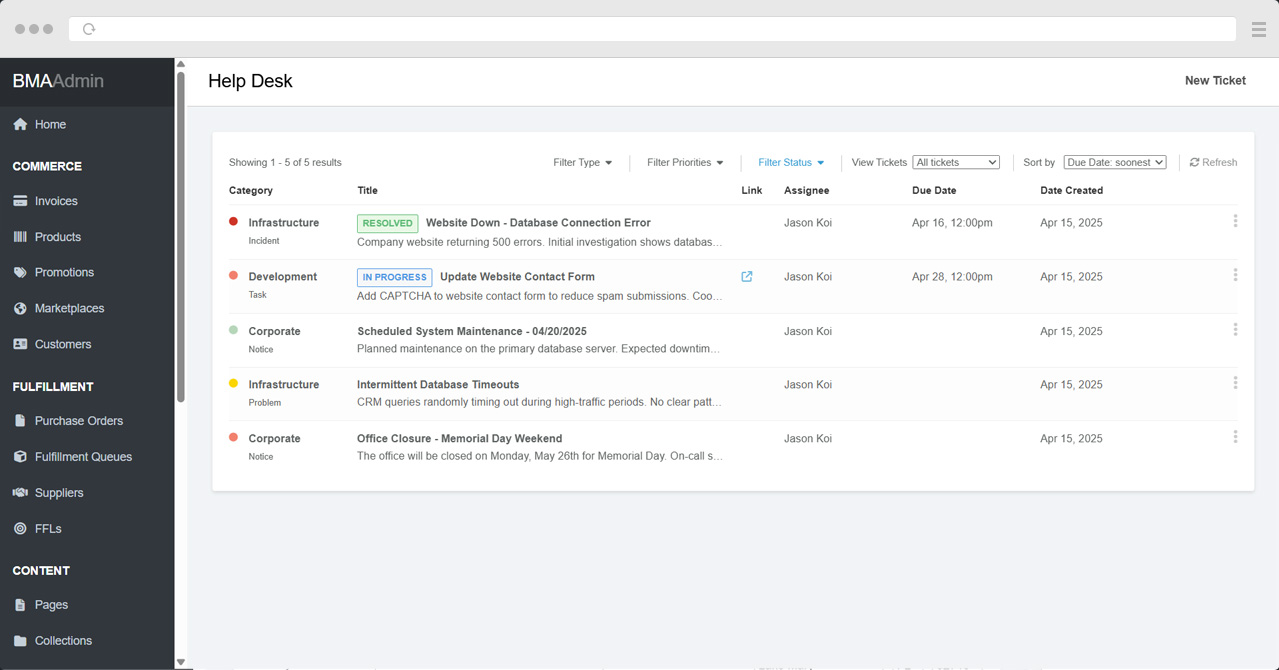 BMAAdmin
Home
COMMERCE
Invoices
Products
Promotions
Marketplaces
Customers
FULFILLMENT
Purchase Orders
Fulfillment Queues
Suppliers
FFLs
CONTENT
Pages
Collections
Help Desk New Ticket
Showing 1 - 5 of 5 results Filter Type Filter Priorities Filter Status View Tickets All tickets Sort by Due Date: soonest Refresh
Category Title Link Assignee Due Date Date Created
Infrastructure RESOLVED Website Down - Database Connection Error Jason Koi Apr 16, 12:00pm Apr 15, 2025
Incident Company website returning 500 errors. Initial investigation shows databas...
Development IN PROGRESS Update Website Contact Form Jason Koi Apr 28, 12:00pm Apr 15, 2025
Task Add CAPTCHA to website contact form to reduce spam submissions. Coo...
Corporate Scheduled System Maintenance - 04/20/2025 Jason Koi Apr 15, 2025
Notice Planned maintenance on the primary database server. Expected downtim...
Infrastructure Intermittent Database Timeouts Jason Koi Apr 15, 2025
Problem CRM queries randomly timing out during high-traffic periods. No clear patt...
Corporate Office Closure - Memorial Day Weekend Jason Koi Apr 15, 2025
Notice The office will be closed on Monday, May 26th for Memorial Day. On-call s...